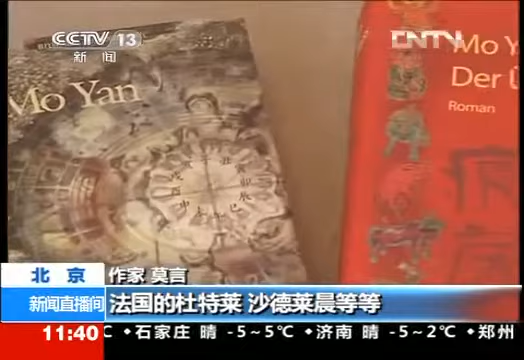 CCTV 13
新闻
CNTV
Mo Yan
Mo Y
Der Ü
Roman
北京
作家 莫言
新闻直播间
法国的杜特莱 沙德莱晨等等
11:40
C • 石家庄 晴 -5~5℃ • 济南 晴 -5~2℃ • 郑州